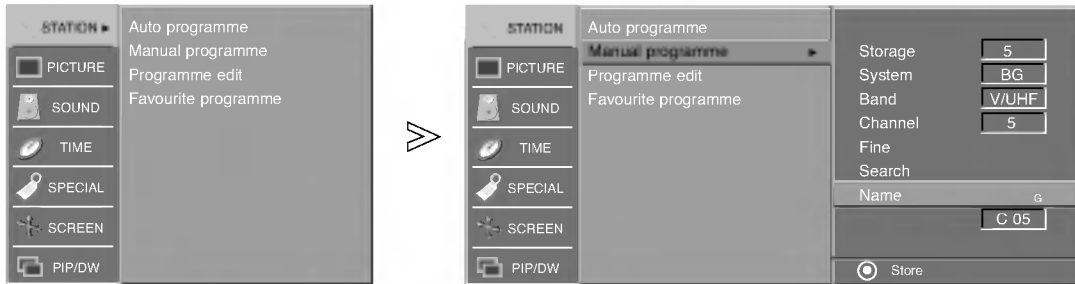 STATION
PICTURE
SOUND
TIME
SPECIAL
SCREEN
PIP/DW
Auto programme
Manual programme
Programme edit
Favourite programme
STATION
PICTURE
SOUND
TIME
SPECIAL
SCREEN
PIP/DW
Auto programme
Manual programme
Programme edit
Favourite programme
Storage 5
System BG
Band V/UHF
Channel 5
Fine
Search
Name G
C 05
Store